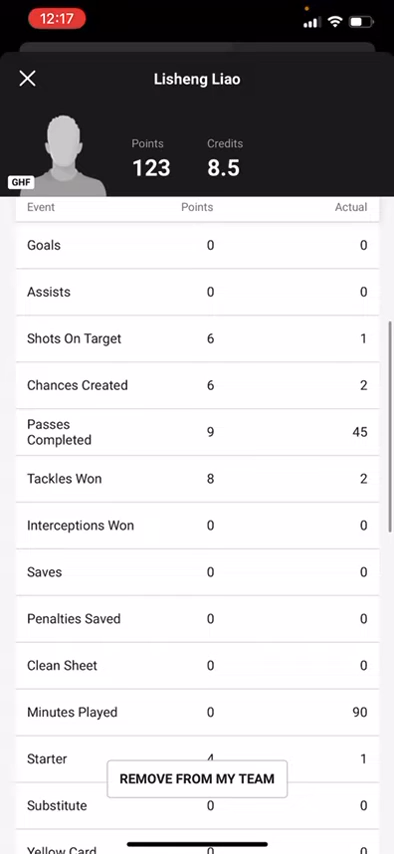 12:17
Lisheng Liao
Points Credits
123 8.5
GHF
Event Points Actual
Goals 0 0
Assists 0 0
Shots On Target 6 1
Chances Created 6 2
Passes
Completed 9 45
Tackles Won 8 2
Interceptions Won 0 0
Saves 0 0
Penalties Saved 0 0
Clean Sheet 0 0
Minutes Played 0 90
Starter 4 1
REMOVE FROM MY TEAM
Substitute 0 0
Yellow Card 0 0